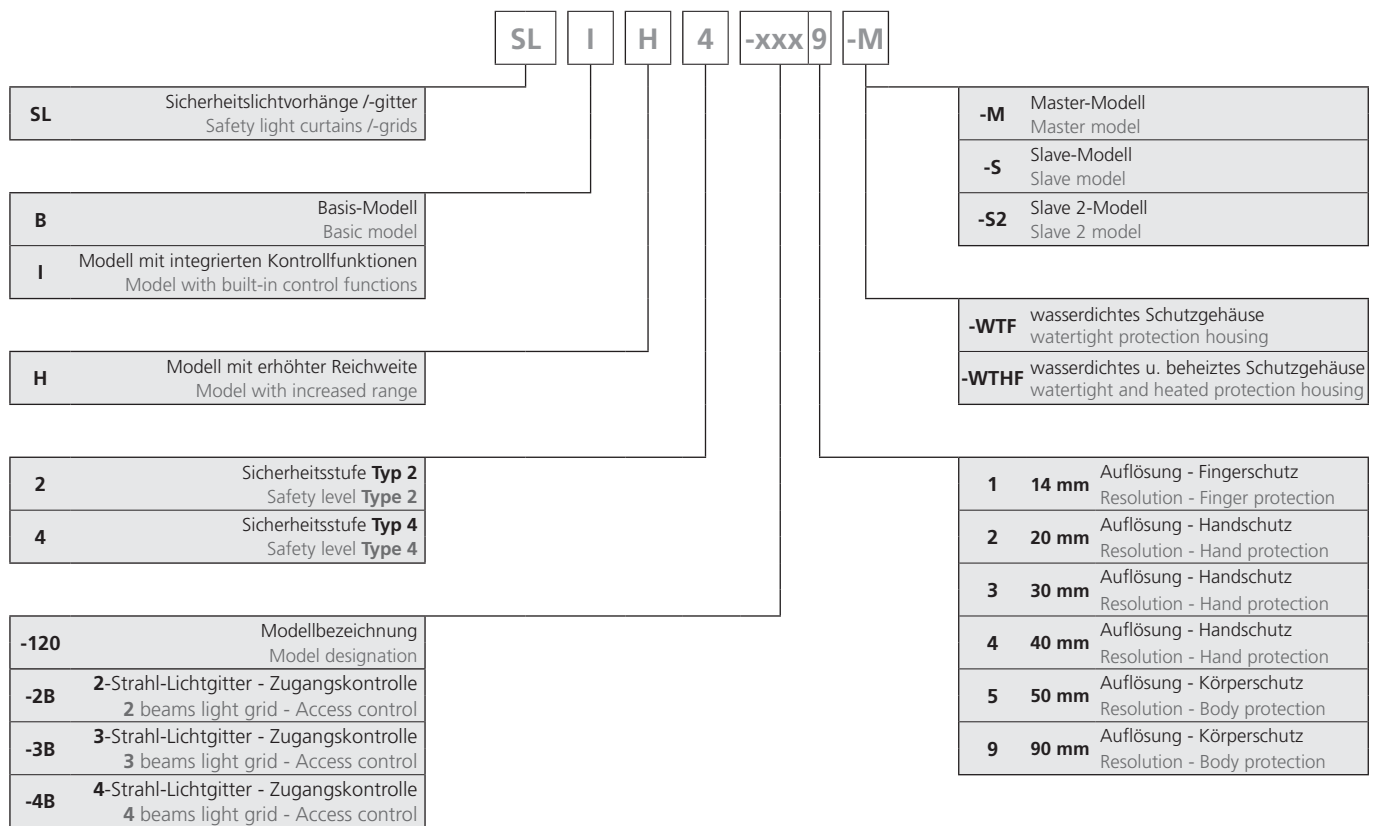 SL I H 4 -xxx 9 -M
SL
Sicherheitslichtvorhänge /-gitter
Safety light curtains /-grids
B
Basis-Modell
Basic model
I
Modell mit integrierten Kontrollfunktionen
Model with built-in control functions
H
Modell mit erhöhter Reichweite
Model with increased range
2
Sicherheitsstufe Typ 2
Safety level Type 2
4
Sicherheitsstufe Typ 4
Safety level Type 4
-120
Modellbezeichnung
Model designation
-2B
2-Strahl-Lichtgitter - Zugangskontrolle
2 beams light grid - Access control
-3B
3-Strahl-Lichtgitter - Zugangskontrolle
3 beams light grid - Access control
-4B
4-Strahl-Lichtgitter - Zugangskontrolle
4 beams light grid - Access control
-M
Master-Modell
Master model
-S
Slave-Modell
Slave model
-S2
Slave 2-Modell
Slave 2 model
-WTF
wasserdichtes Schutzgehäuse
watertight protection housing
-WTHF
wasserdichtes u. beheiztes Schutzgehäuse
watertight and heated protection housing
1 14 mm
Auflösung - Fingerschutz
Resolution - Finger protection
2 20 mm
Auflösung - Handschutz
Resolution - Hand protection
3 30 mm
Auflösung - Handschutz
Resolution - Hand protection
4 40 mm
Auflösung - Handschutz
Resolution - Hand protection
5 50 mm
Auflösung - Körperschutz
Resolution - Body protection
9 90 mm
Auflösung - Körperschutz
Resolution - Body protection